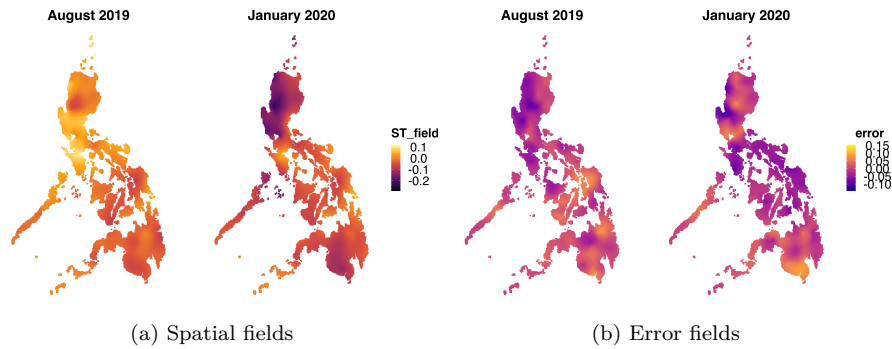 August 2019
January 2020
ST_field
0.1
0.0
-0.1
-0.2
August 2019
January 2020
error
0.15
0.10
0.05
0.00
-0.05
-0.10
(a) Spatial fields
(b) Error fields